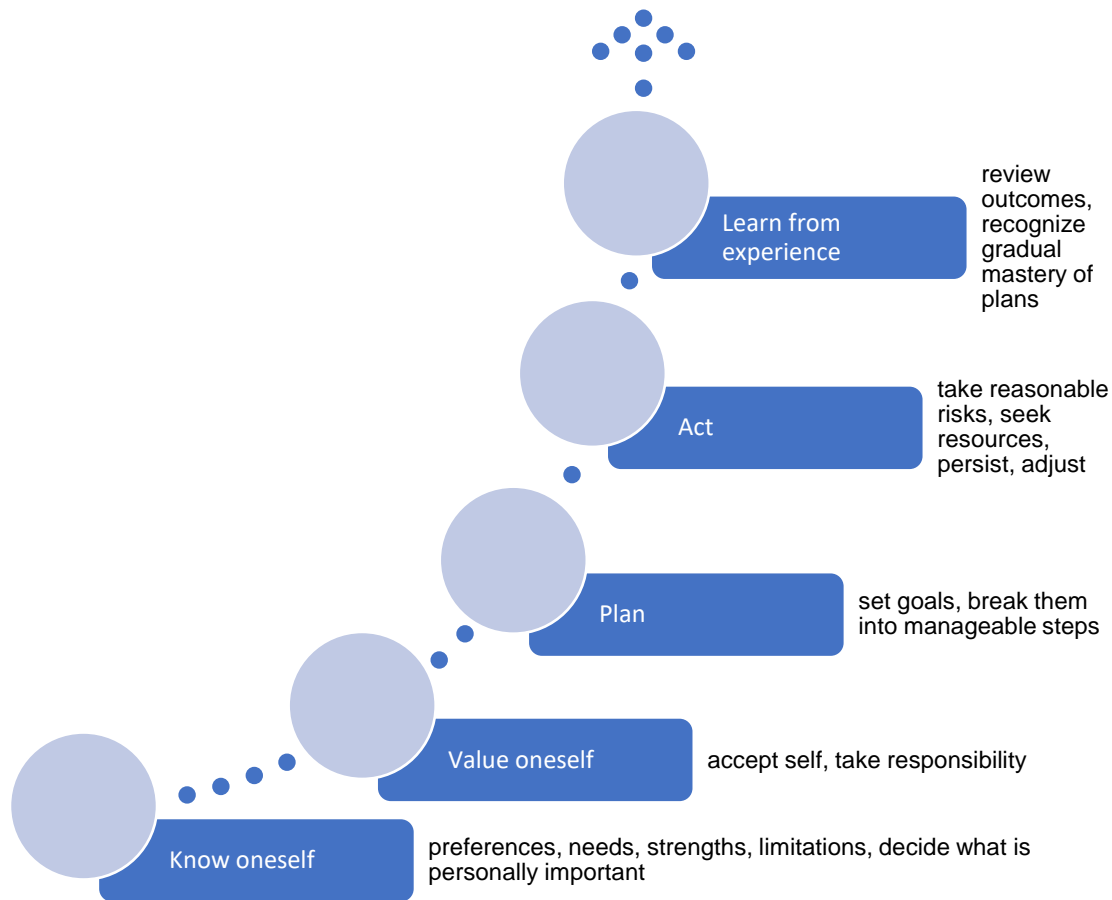 review
outcomes,
recognize
gradual
mastery of
plans
Learn from
experience
take reasonable
risks, seek
resources,
persist, adjust
Act
set goals, break them
into manageable steps
Plan
Value oneself
accept self, take responsibility
Know oneself
preferences, needs, strengths, limitations, decide what is
personally important